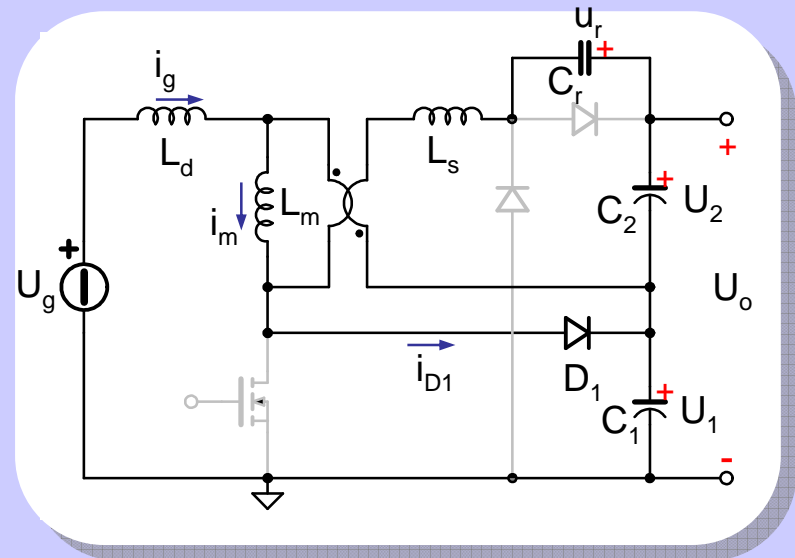 u_r
+
i_g
C_r
L_d
L_s
+
+
i_m
L_m
C_2
U_2
+
U_g
U_o
i_D1
D_1
+
C_1
U_1
-